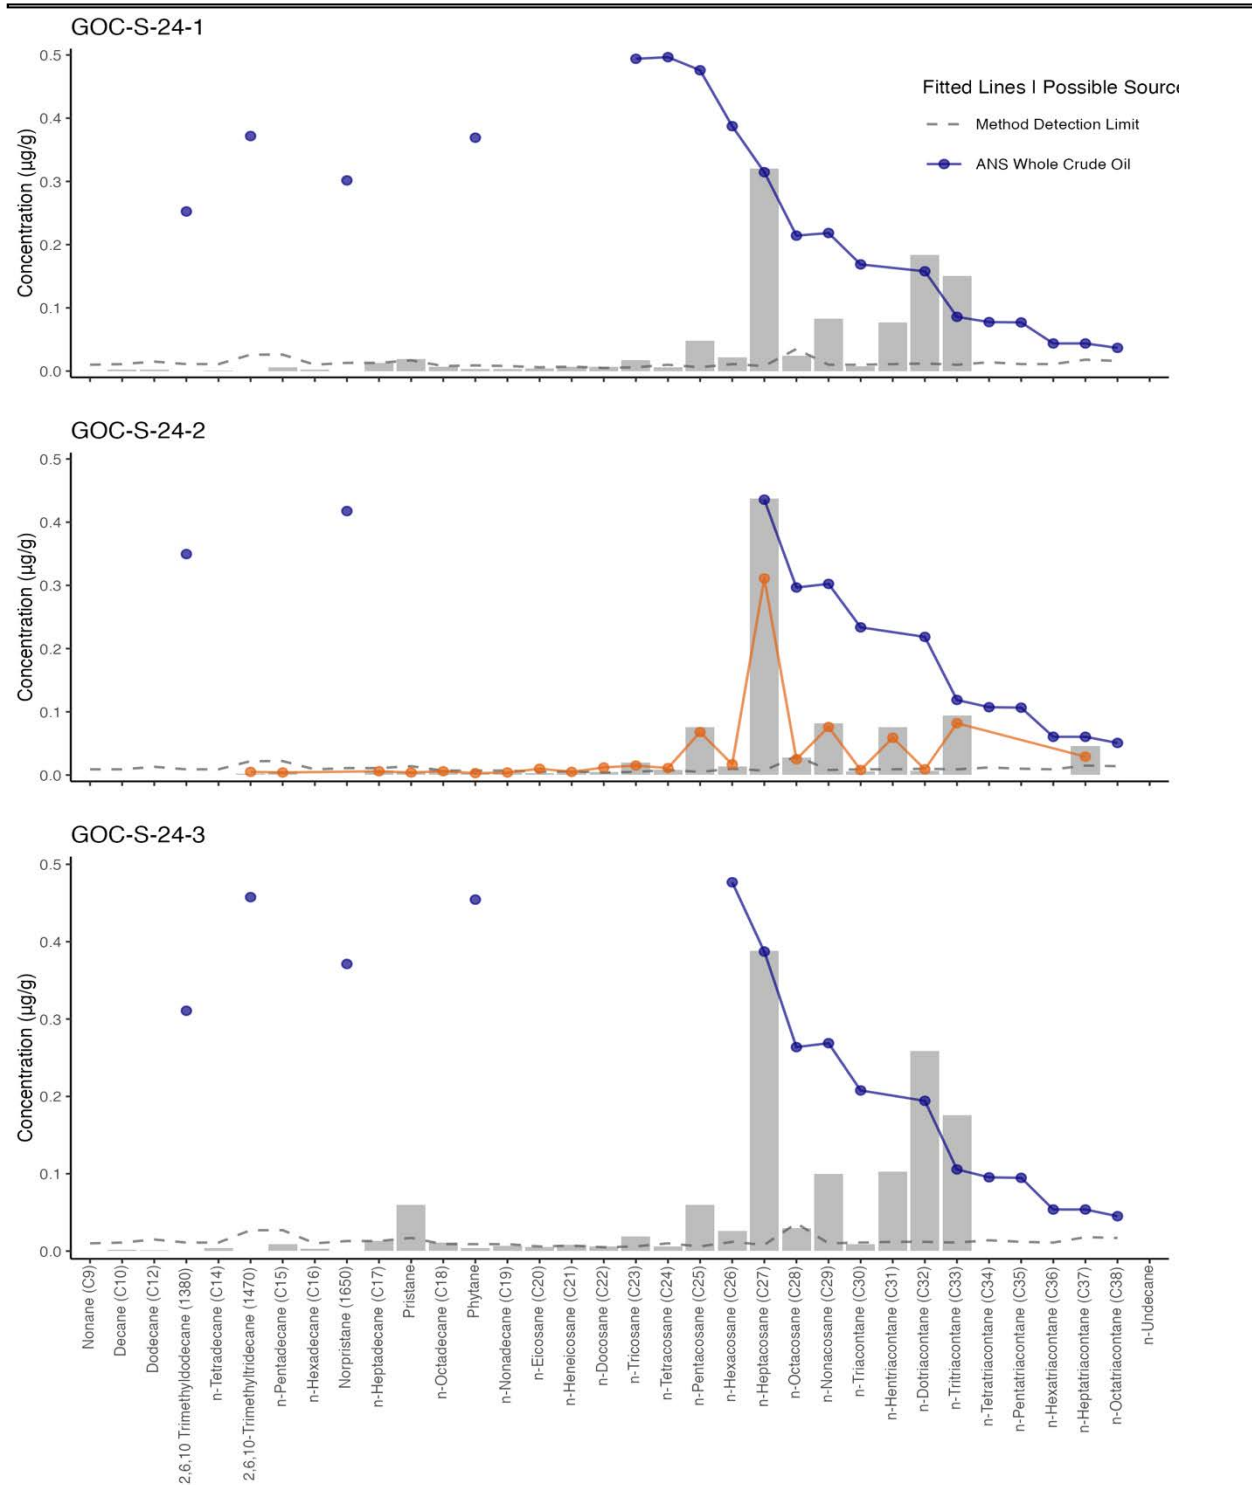 GOC-S-24-1
0.5
0.4
0.3
0.2
0.1
0.0
Concentration (µg/g)
Fitted Lines | Possible Source
Method Detection Limit
ANS Whole Crude Oil
GOC-S-24-2
0.5
0.4
0.3
0.2
0.1
0.0
Concentration (µg/g)
GOC-S-24-3
0.5
0.4
0.3
0.2
0.1
0.0
Concentration (µg/g)
Nonane (C9)
Decane (C10)
Dodecane (C12)
2,6,10 Trimethyldodecane (1380)
n-Tetradecane (C14)
2,6,10-Trimethyltridecane (1470)
n-Pentadecane (C15)
n-Hexadecane (C16)
Norpristane (1650)
n-Heptadecane (C17)
Pristane
n-Octadecane (C18)
Phytane
n-Nonadecane (C19)
n-Eicosane (C20)
n-Heneicosane (C21)
n-Docosane (C22)
n-Tricosane (C23)
n-Tetracosane (C24)
n-Pentacosane (C25)
n-Hexacosane (C26)
n-Heptacosane (C27)
n-Octacosane (C28)
n-Nonacosane (C29)
n-Triacontane (C30)
n-Hentriacontane (C31)
n-Dotriacontane (C32)
n-Tritriacontane (C33)
n-Tetratriacontane (C34)
n-Pentatriacontane (C35)
n-Hexatriacontane (C36)
n-Heptatriacontane (C37)
n-Octatriacontane (C38)
n-Undecane